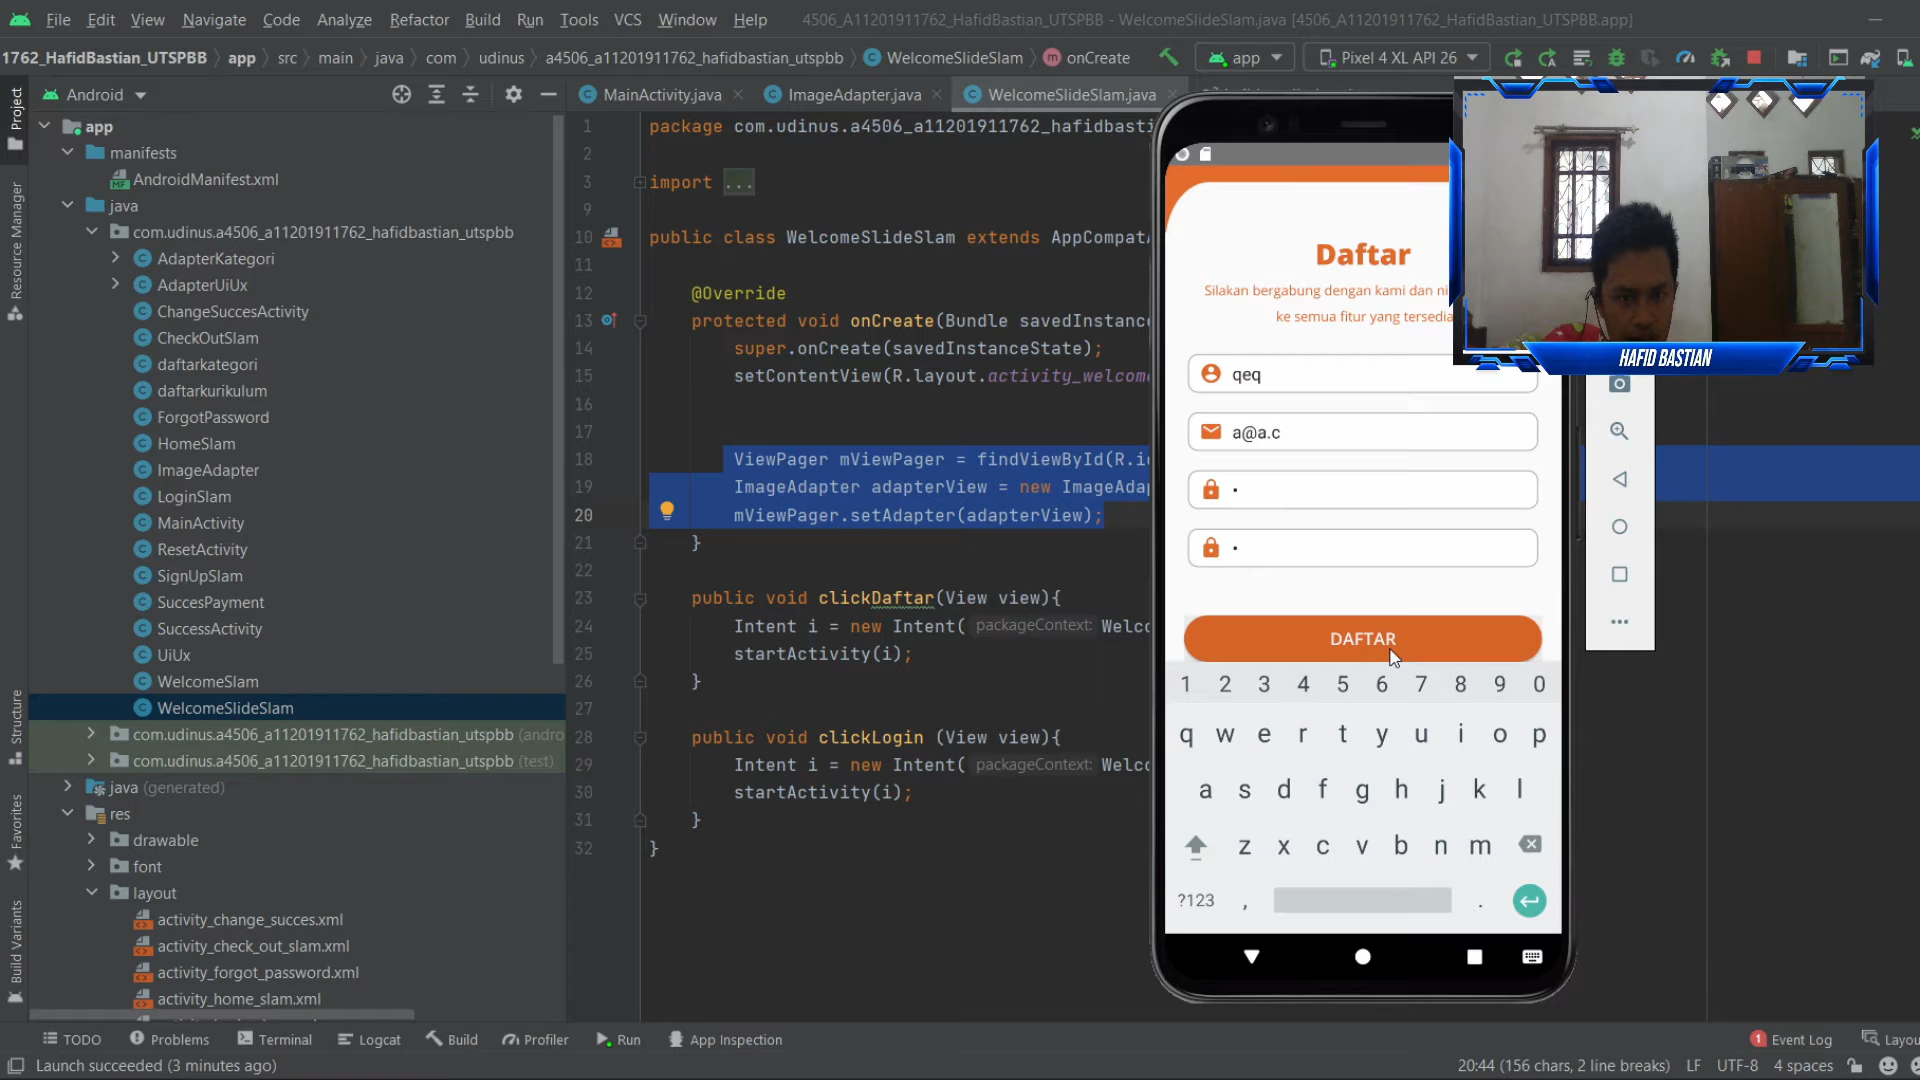 File Edit View Navigate Code Analyze Refactor Build Run Tools VCS Window Help 4506_A11201911762_HafidBastian_UTSPBB - WelcomeSlideSlam.java [4506_A11201911762_HafidBastian_UTSPBB.app]
1762_HafidBastian_UTSPBB app src main java com udinus a4506_a11201911762_hafidbastian_utspbb WelcomeSlideSlam onCreate app Pixel 4 XL API 26
Android
MainActivity.java ImageAdapter.java WelcomeSlideSlam.java
Project
Resource Manager
Structure
Favorites
Build Variants
app
manifests
AndroidManifest.xml
java
com.udinus.a4506_a11201911762_hafidbastian_utspbb
AdapterKategori
AdapterUiUx
ChangeSuccesActivity
CheckOutSlam
daftarkategori
daftarkurikulum
ForgotPassword
HomeSlam
ImageAdapter
LoginSlam
MainActivity
ResetActivity
SignUpSlam
SuccesPayment
SuccessActivity
UiUx
WelcomeSlam
WelcomeSlideSlam
com.udinus.a4506_a11201911762_hafidbastian_utspbb (andro
com.udinus.a4506_a11201911762_hafidbastian_utspbb (test)
java (generated)
res
drawable
font
layout
activity_change_succes.xml
activity_check_out_slam.xml
activity_forgot_password.xml
activity_home_slam.xml
1 package com.udinus.a4506_a11201911762_hafidbasti
2
3 import ...
9
10 public class WelcomeSlideSlam extends AppCompatA
11
12 @Override
13 protected void onCreate(Bundle savedInstance
14 super.onCreate(savedInstanceState);
15 setContentView(R.layout.activity_welcome
16
17
18 ViewPager mViewPager = findViewById(R.i
19 ImageAdapter adapterView = new ImageAdap
20 mViewPager.setAdapter(adapterView);
21 }
22
23 public void clickDaftar(View view){
24 Intent i = new Intent( packageContext: Welco
25 startActivity(i);
26 }
27
28 public void clickLogin (View view){
29 Intent i = new Intent( packageContext: Welco
30 startActivity(i);
31 }
32 }
Daftar
Silakan bergabung dengan kami dan ni
ke semua fitur yang tersedia
qeq
a@a.c
DAFTAR
1 2 3 4 5 6 7 8 9 0
q w e r t y u i o p
a s d f g h j k l
z x c v b n m
?123 , .
HAFID BASTIAN
TODO Problems Terminal Logcat Build Profiler Run App Inspection 1 Event Log Layou
Launch succeeded (3 minutes ago) 20:44 (156 chars, 2 line breaks) LF UTF-8 4 spaces